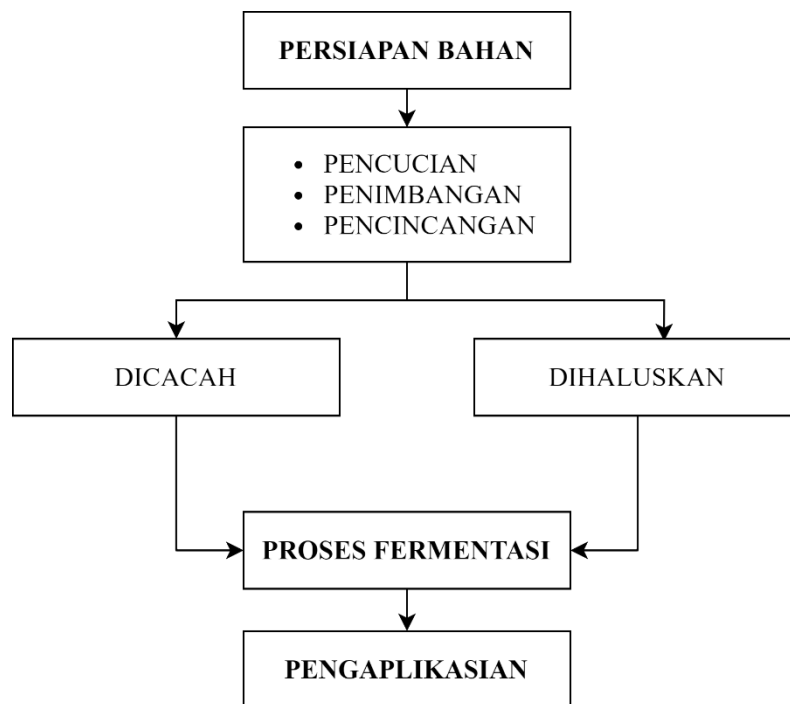 PERSIAPAN BAHAN
• PENCUCIAN
• PENIMBANGAN
• PENCINCANGAN
DICACAH
DIHALUSKAN
PROSES FERMENTASI
PENGAPLIKASIAN